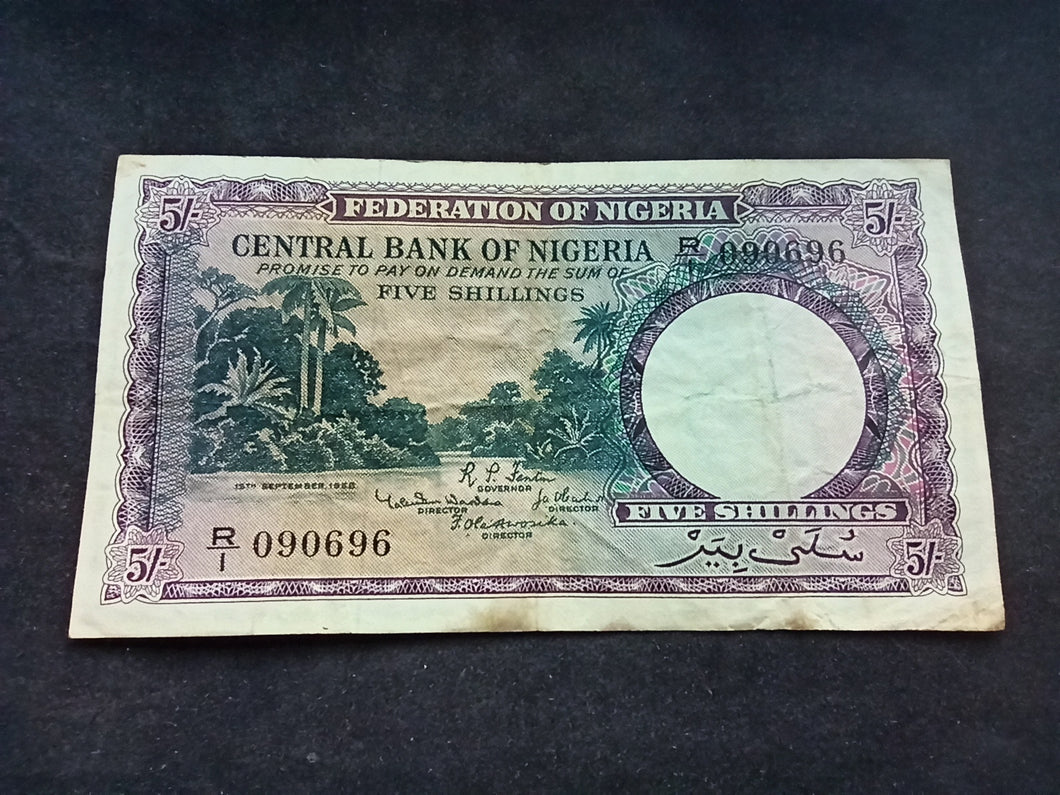 5/- FEDERATION OF NIGERIA 5/-
CENTRAL BANK OF NIGERIA R/1 090696
PROMISE TO PAY ON DEMAND THE SUM OF
FIVE SHILLINGS
15TH SEPTEMBER, 1958.
GOVERNOR
DIRECTOR DIRECTOR
DIRECTOR
FIVE SHILLINGS
R/1 090696
5/- 5/-